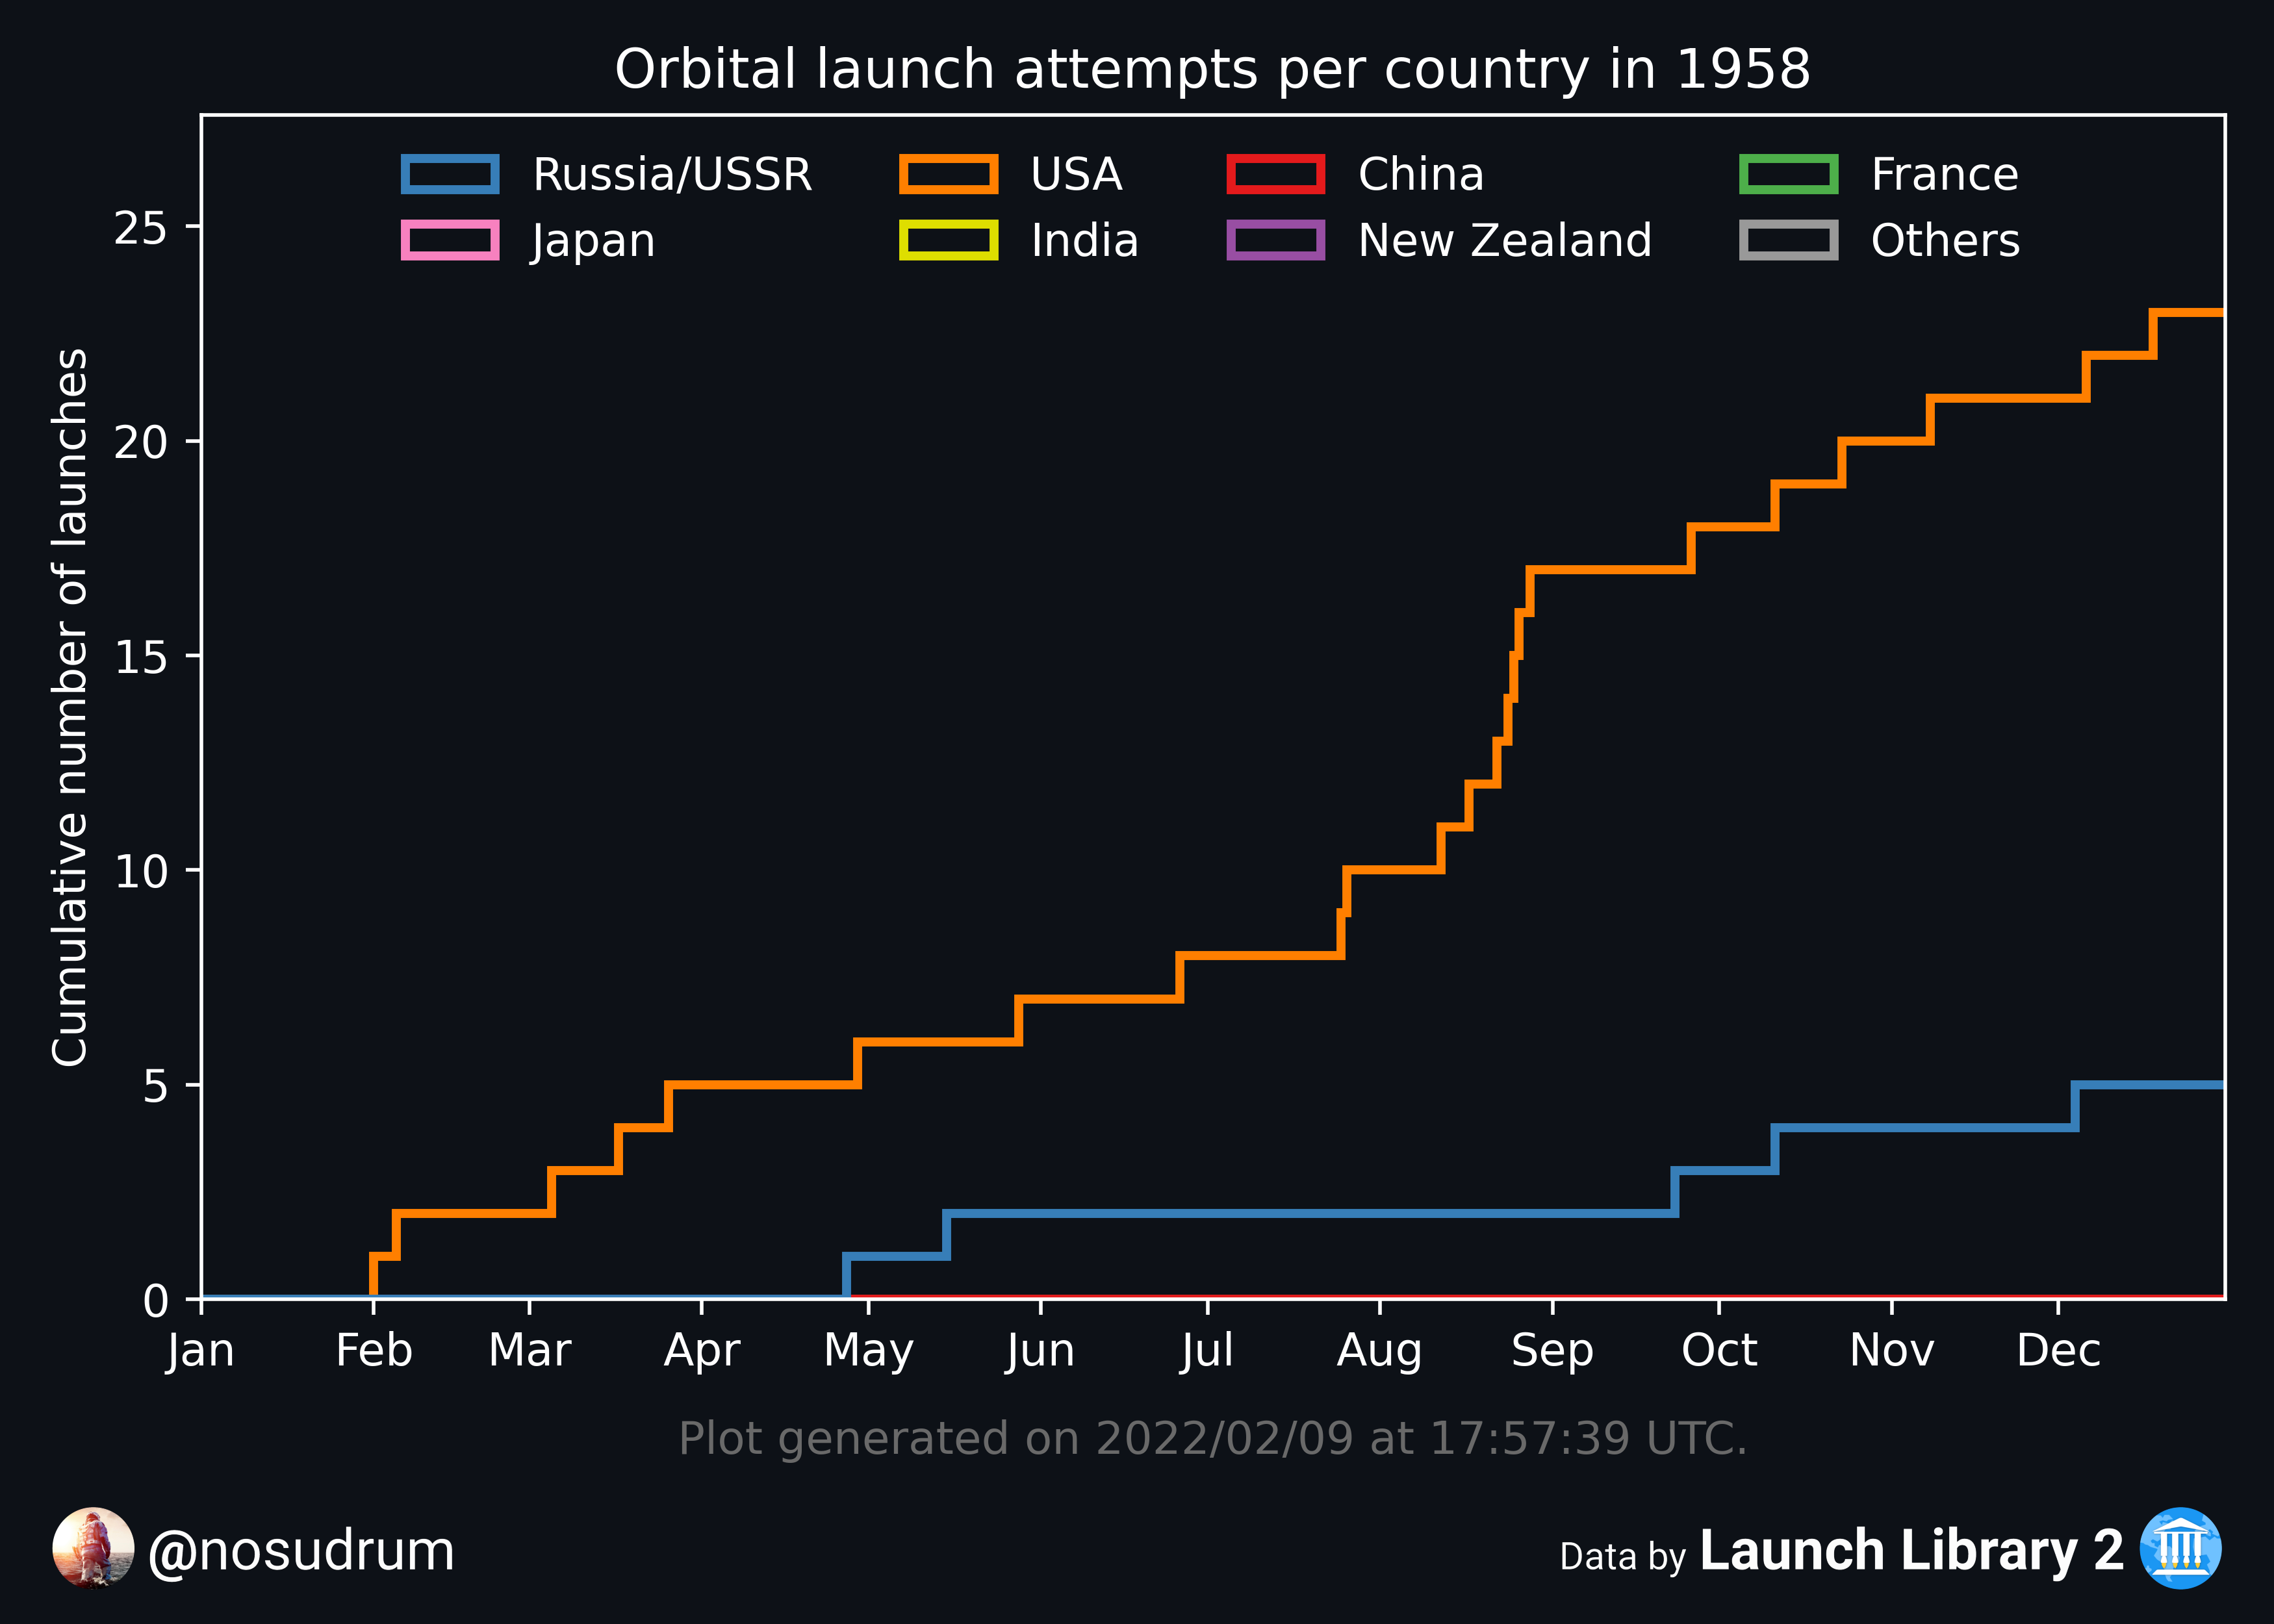 Orbital launch attempts per country in 1958
Russia/USSR USA China France
Japan India New Zealand Others
Cumulative number of launches
25
20
15
10
5
0
Jan Feb Mar Apr May Jun Jul Aug Sep Oct Nov Dec
Plot generated on 2022/02/09 at 17:57:39 UTC.
@nosudrum
Data by Launch Library 2